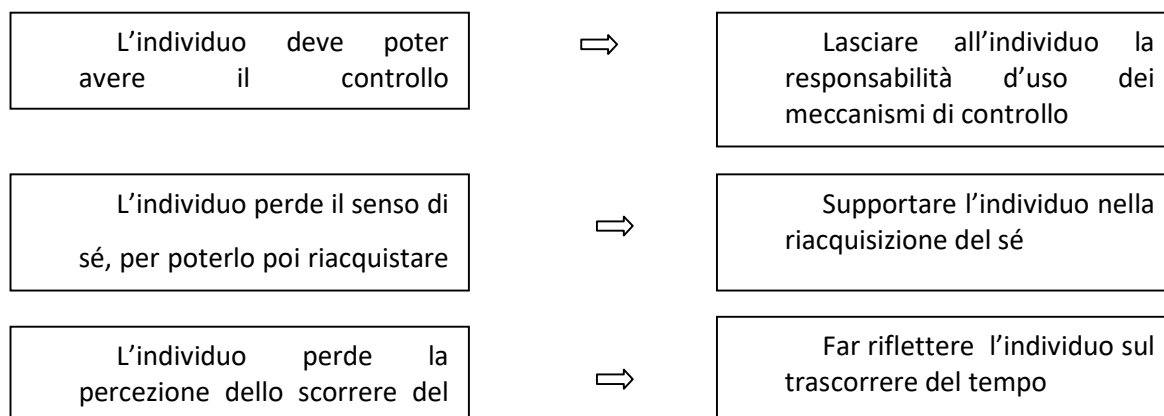 L’individuo deve poter
avere il controllo
Lasciare all’individuo la
responsabilità d’uso dei
meccanismi di controllo
L’individuo perde il senso di
sé, per poterlo poi riacquistare
Supportare l’individuo nella
riacquisizione del sé
L’individuo perde la
percezione dello scorrere del
Far riflettere l’individuo sul
trascorrere del tempo